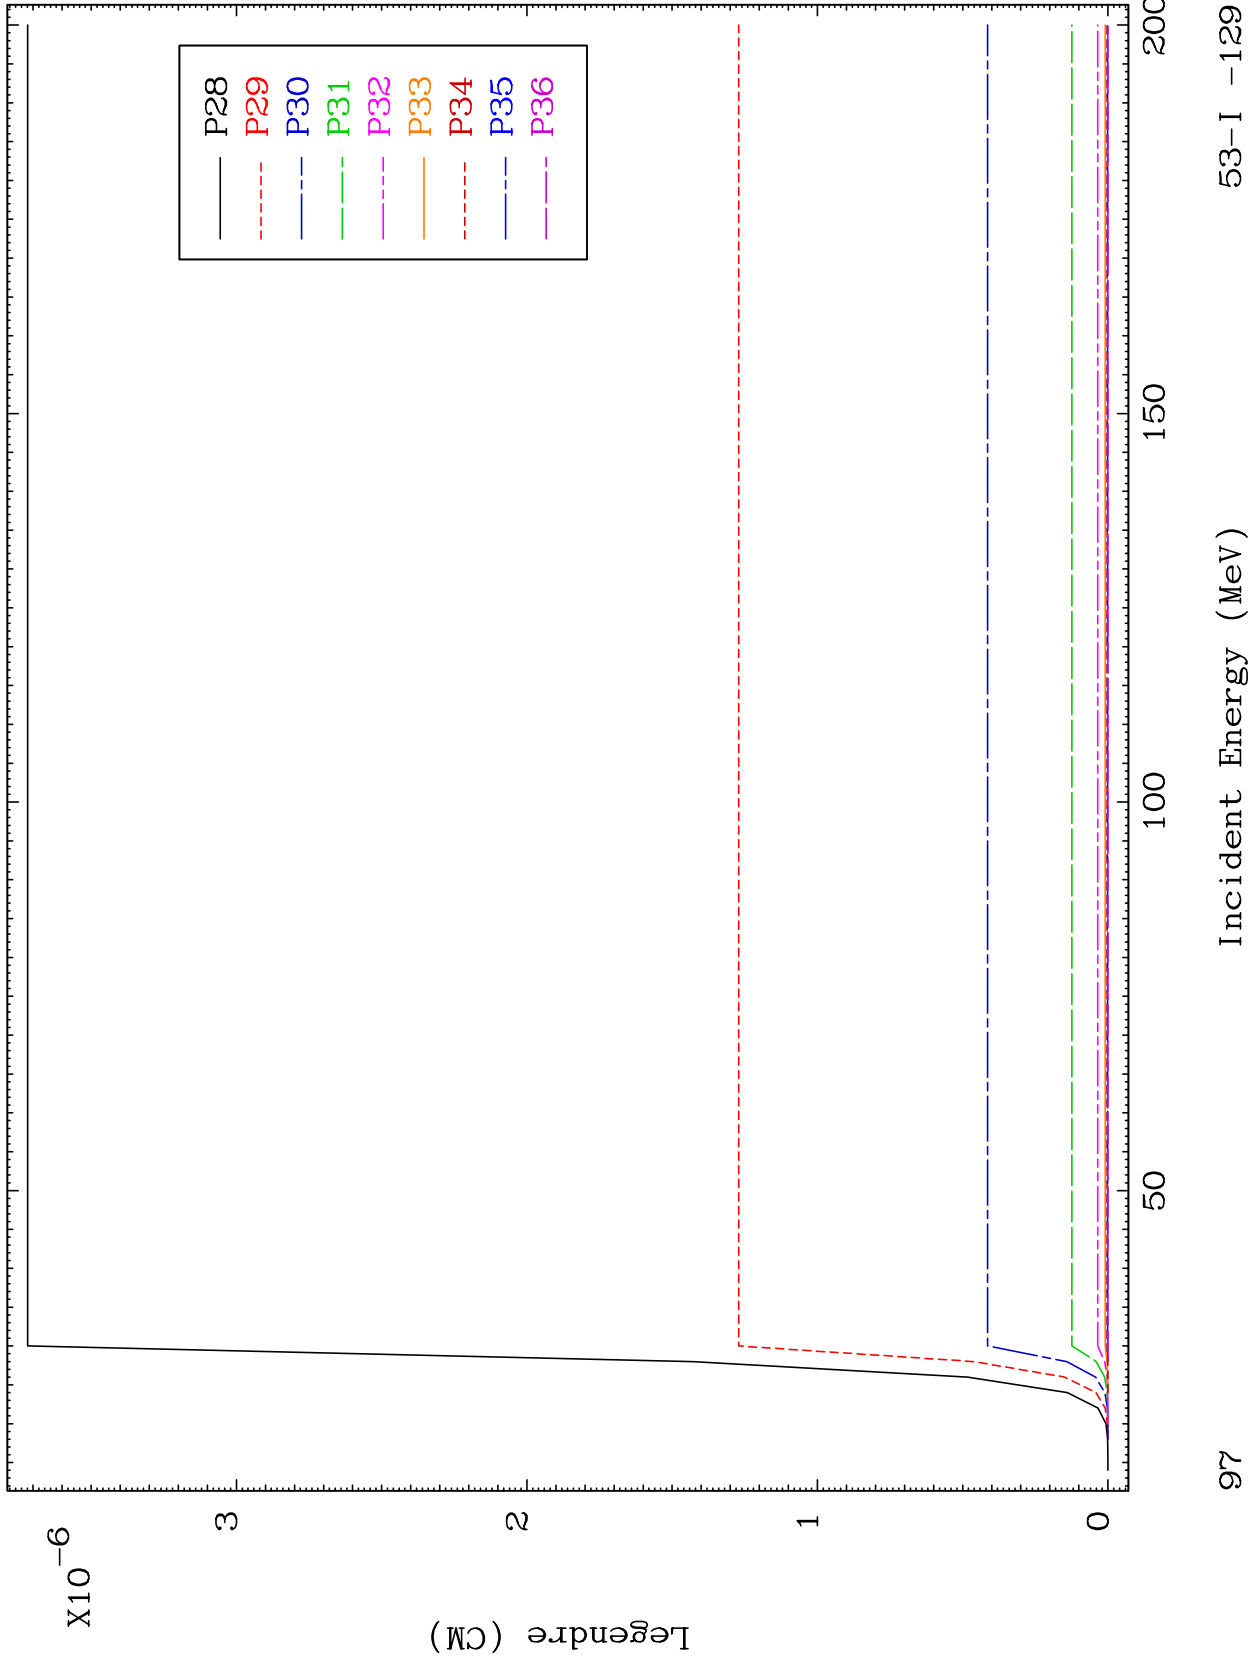 X10-6
Legendre (CM)
3
2
1
0
P28
P29
P30
P31
P32
P33
P34
P35
P36
50
100
150
200
Incident Energy (MeV)
97
53-I -129